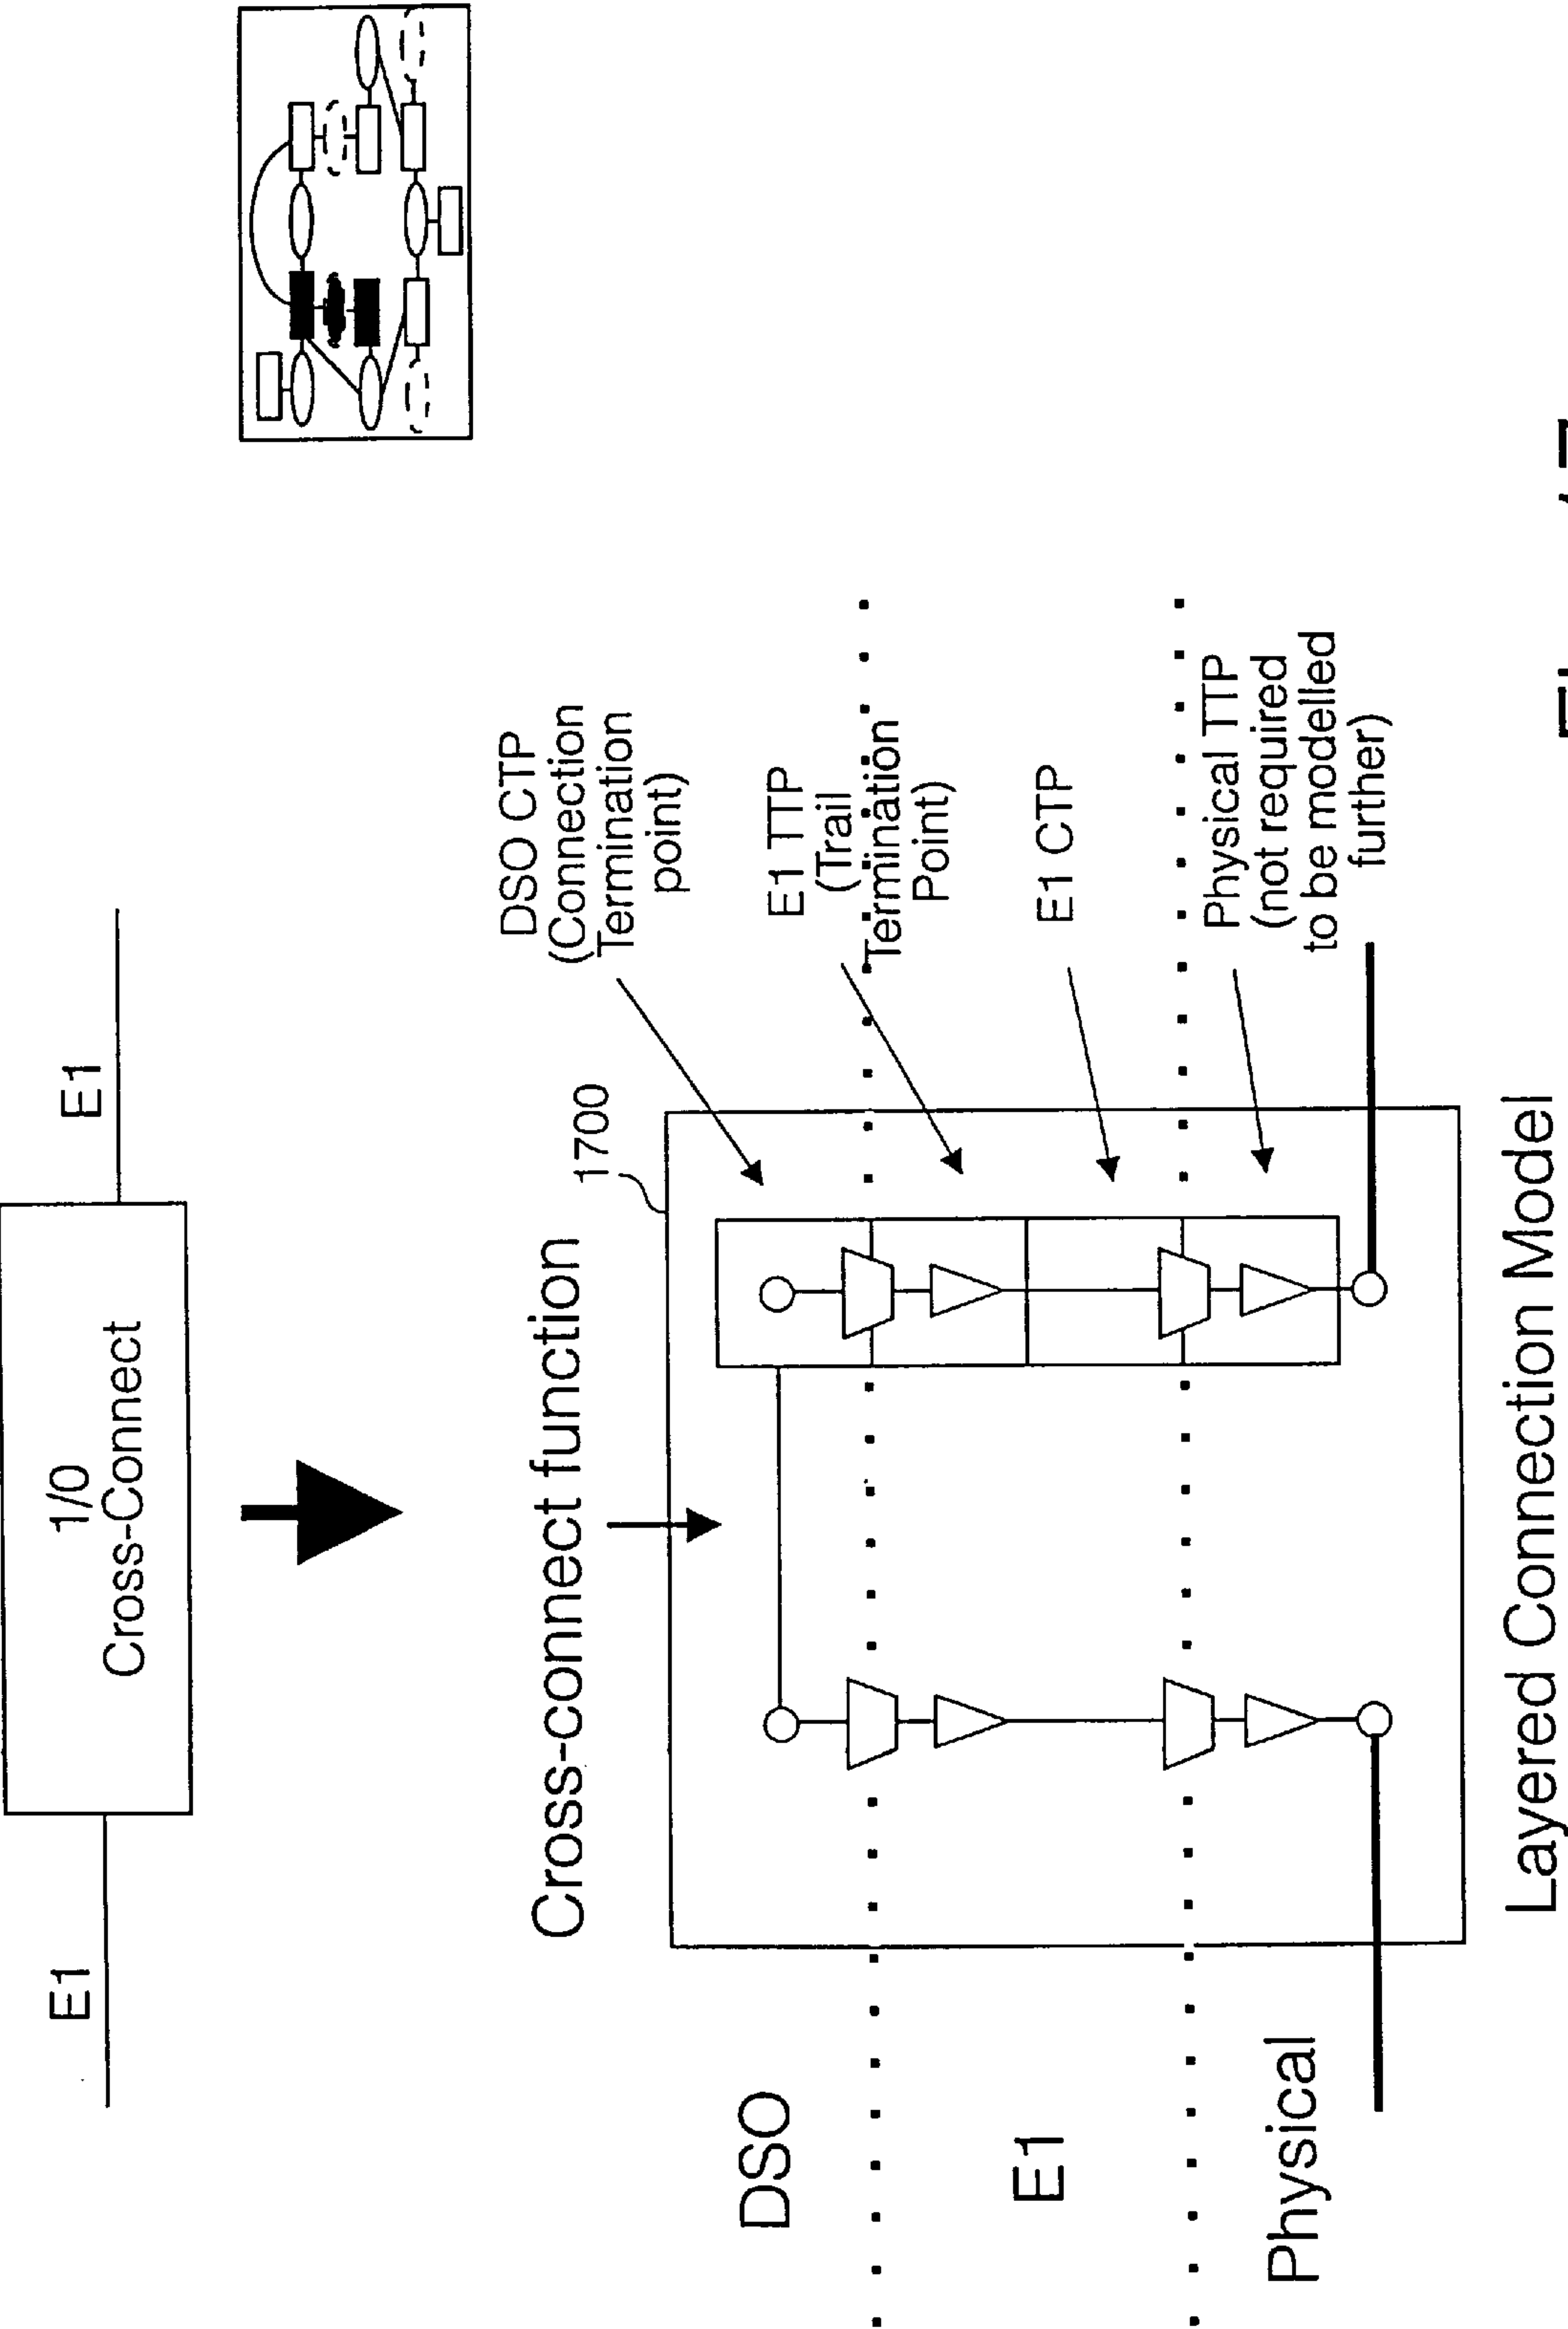 E1
1/0
Cross-Connect
E1
Cross-connect function
1700
DSO CTP
(Connection
Termination
point)
E1 TTP
(Trail
Termination
Point)
E1 CTP
Physical TTP
(not required
to be modelled
further)
DSO
E1
Physical
Layered Connection Model